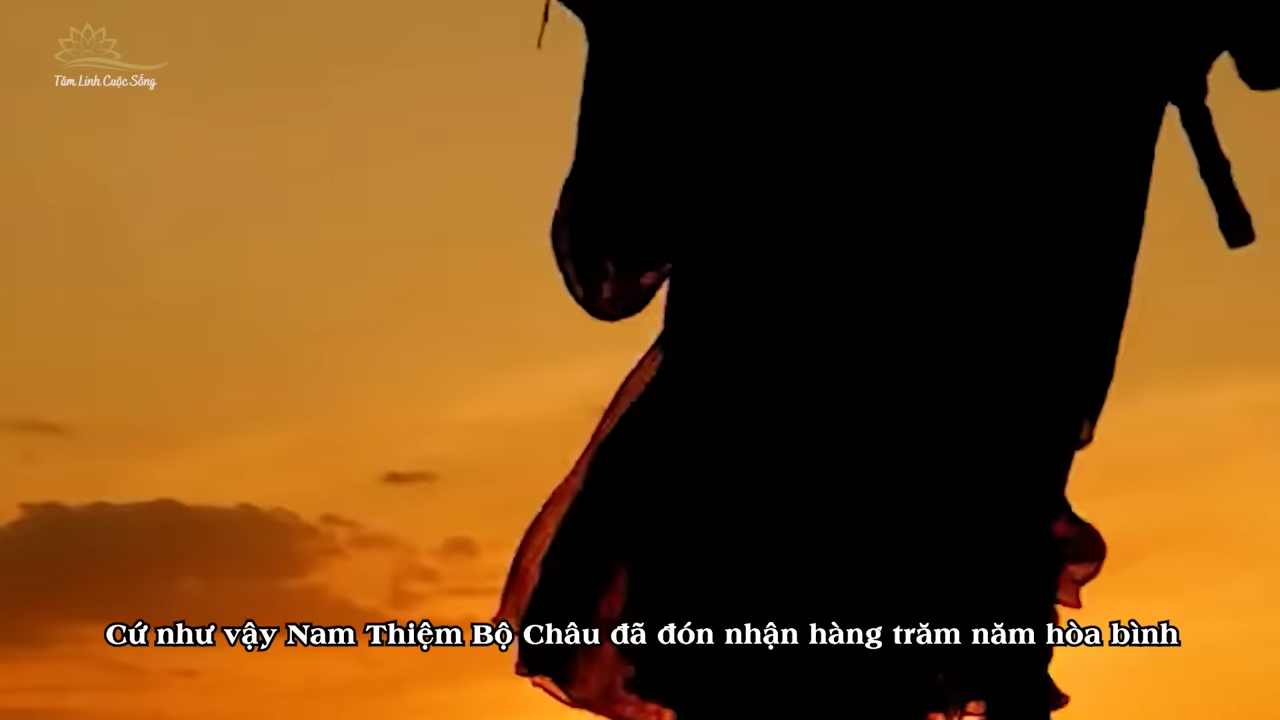 Tâm Linh Cuộc Sống
Cứ như vậy Nam Thiệm Bộ Châu đã đón nhận hàng trăm năm hòa bình